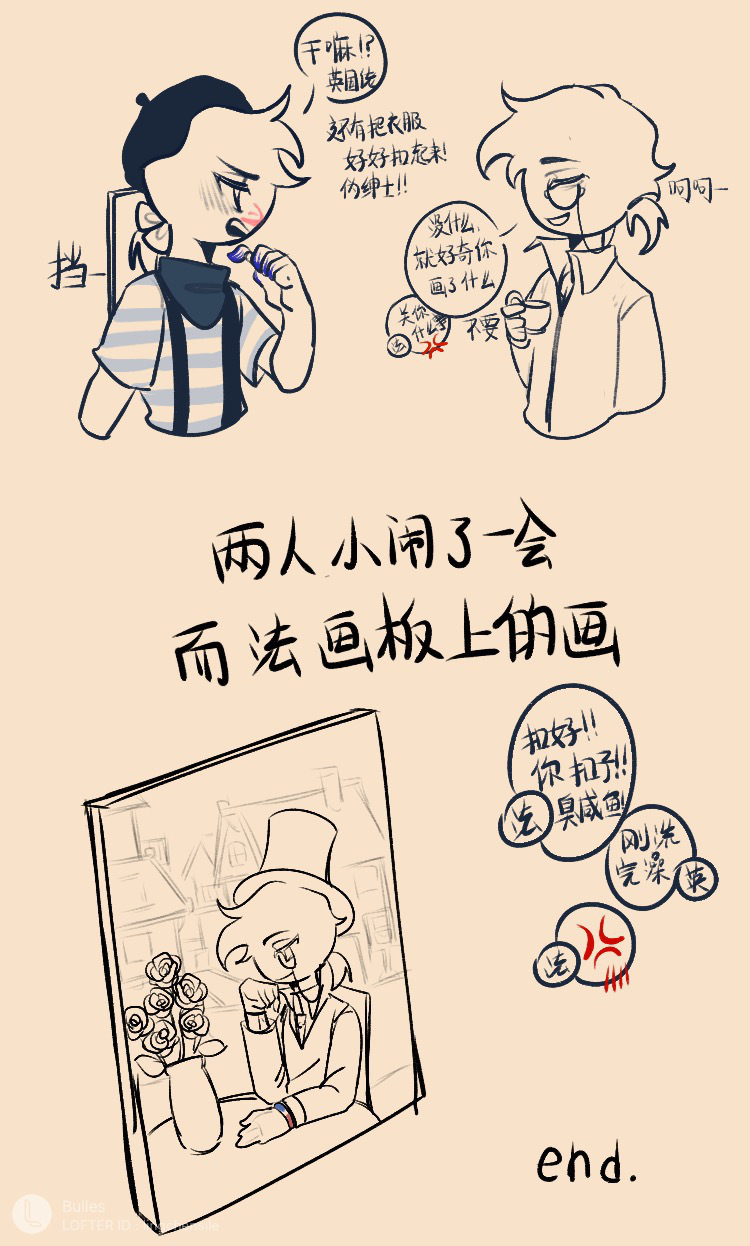 干嘛!?
英国佬
还有把衣服
好好扣起来!
伪绅士!!
挡—
呵呵—
没什么,
就好奇你
画了什么
关你
什么事
法
不要
两人小闹了一会
而法画板上的画
扣好!!
你扣子!!
臭咸鱼!
法
刚洗
完澡
英
法
end.
Bulles
LOFTER ID: